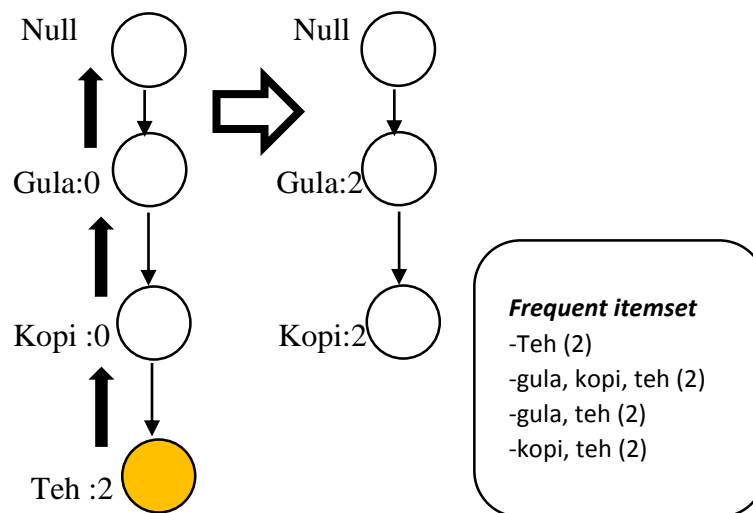 Null
Gula:0
Kopi :0
Teh :2
Null
Gula:2
Kopi:2
Frequent itemset
-Teh (2)
-gula, kopi, teh (2)
-gula, teh (2)
-kopi, teh (2)